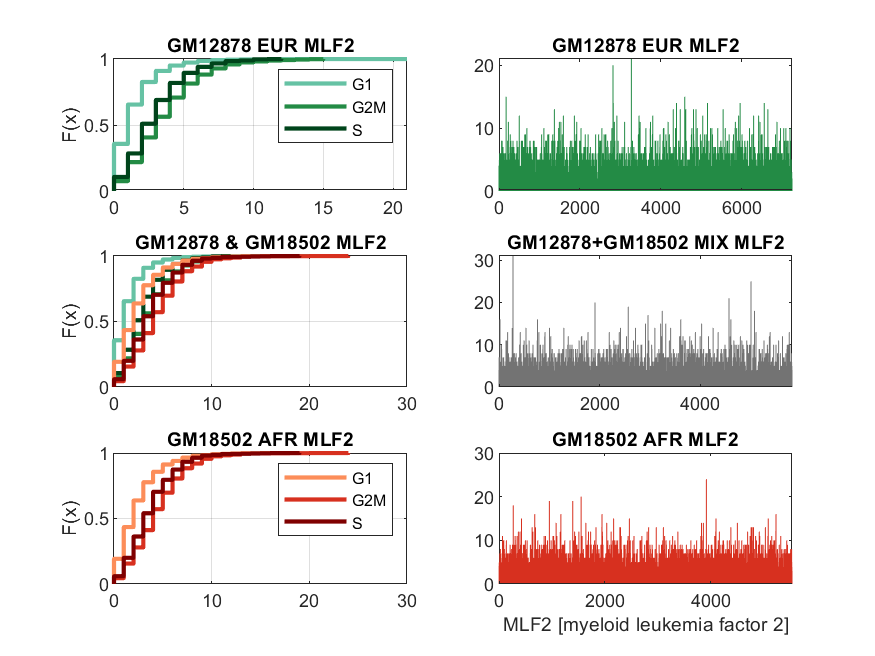 GM12878 EUR MLF2
F(x)
1
0.5
0
G1
G2M
S
0 5 10 15 20
GM12878 EUR MLF2
20
10
0
2000 4000 6000
0
GM12878 & GM18502 MLF2
F(x)
1
0.5
0
0 10 20 30
GM12878+GM18502 MIX MLF2
30
20
10
0
0 2000 4000
GM18502 AFR MLF2
F(x)
1
0.5
0
G1
G2M
S
0 10 20 30
GM18502 AFR MLF2
30
20
10
0
0 2000 4000
MLF2 [myeloid leukemia factor 2]